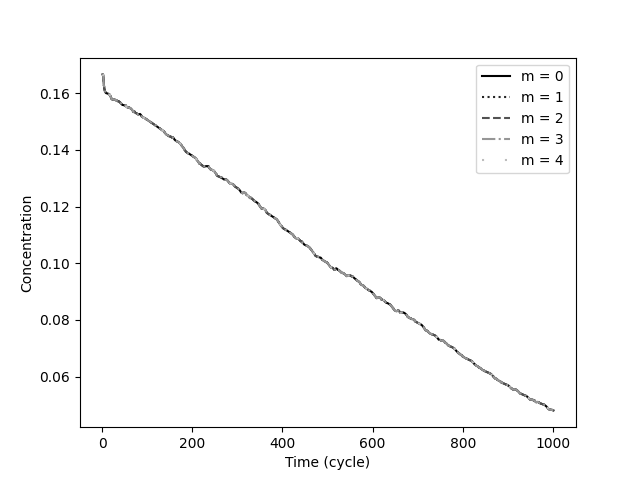 m = 0
m = 1
m = 2
m = 3
m = 4
Concentration
0.16
0.14
0.12
0.10
0.08
0.06
0 200 400 600 800 1000
Time (cycle)